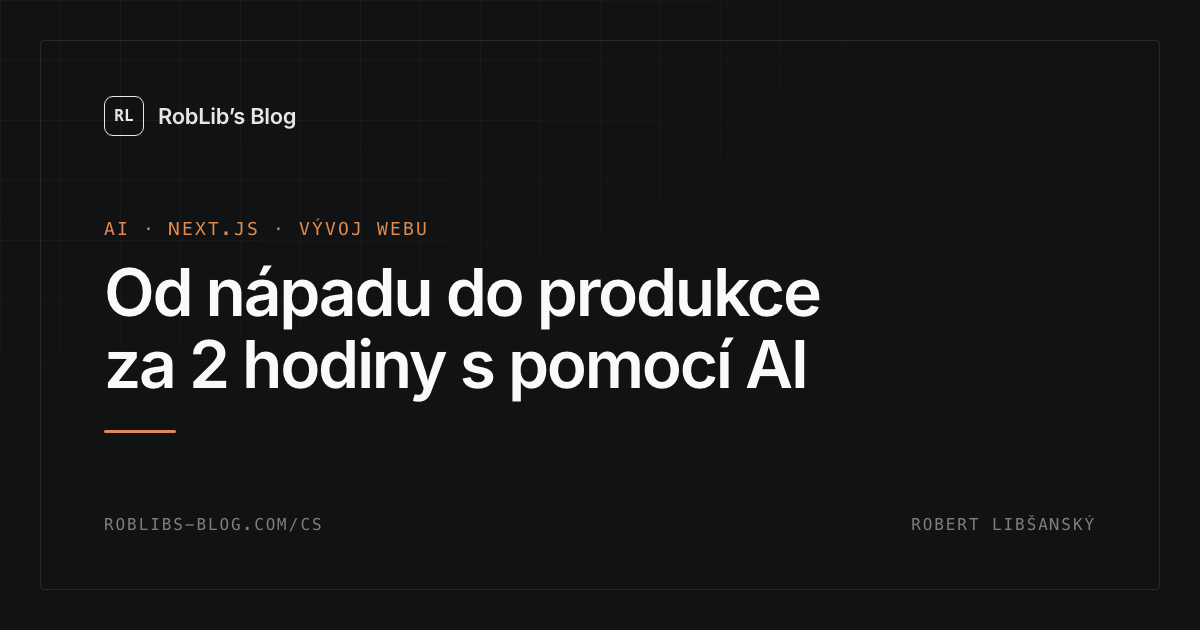 RL RobLib’s Blog
AI · NEXT.JS · VÝVOJ WEBU
Od nápadu do produkce
za 2 hodiny s pomocí AI
ROBLIBS-BLOG.COM/CS
ROBERT LIBŠANSKÝ